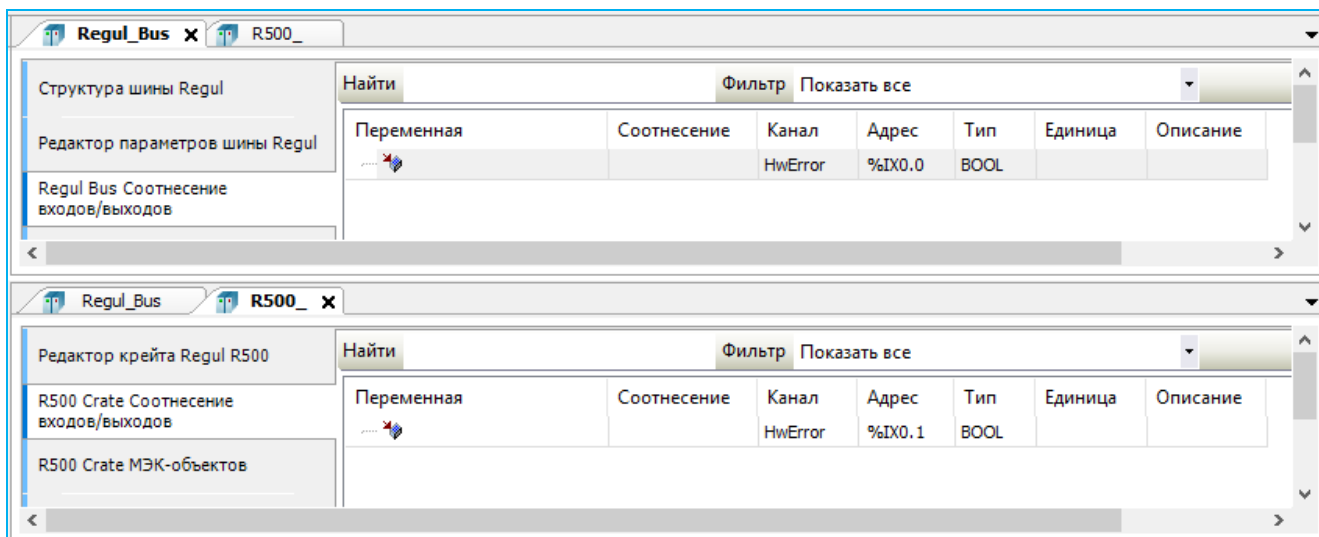 Regul_Bus R500_
Структура шины Regul
Редактор параметров шины Regul
Regul Bus Соотнесение
входов/выходов
Найти Фильтр Показать все
Переменная Соотнесение Канал Адрес Тип Единица Описание
HwError %IX0.0 BOOL
Regul_Bus R500_
Редактор крейта Regul R500
R500 Crate Соотнесение
входов/выходов
R500 Crate МЭК-объектов
Найти Фильтр Показать все
Переменная Соотнесение Канал Адрес Тип Единица Описание
HwError %IX0.1 BOOL